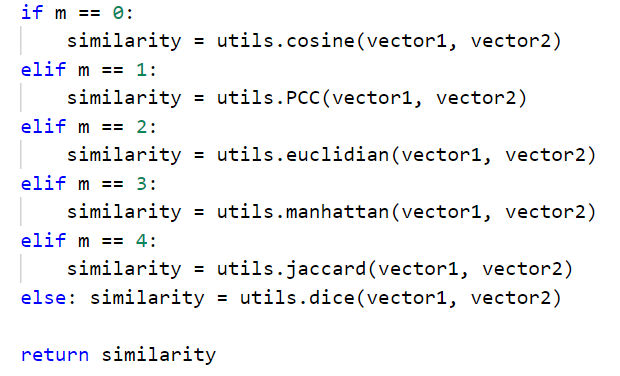 if m == 0:
    similarity = utils.cosine(vector1, vector2)
elif m == 1:
    similarity = utils.PCC(vector1, vector2)
elif m == 2:
    similarity = utils.euclidian(vector1, vector2)
elif m == 3:
    similarity = utils.manhattan(vector1, vector2)
elif m == 4:
    similarity = utils.jaccard(vector1, vector2)
else: similarity = utils.dice(vector1, vector2)

return similarity